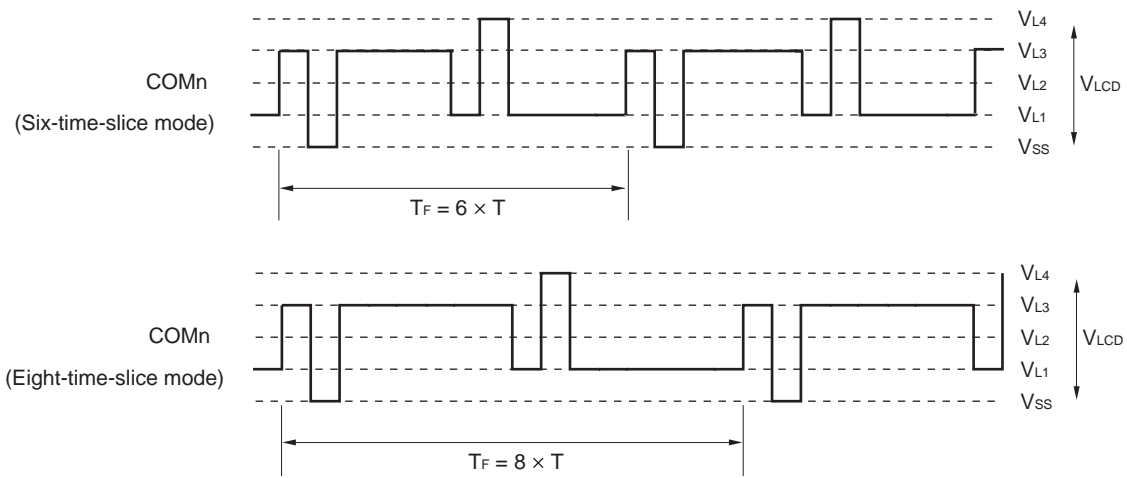 VL4
VL3
COMn
VL2
VLCD
(Six-time-slice mode)
VL1
VSS
TF = 6 × T
VL4
VL3
COMn
VL2
VLCD
(Eight-time-slice mode)
VL1
VSS
TF = 8 × T